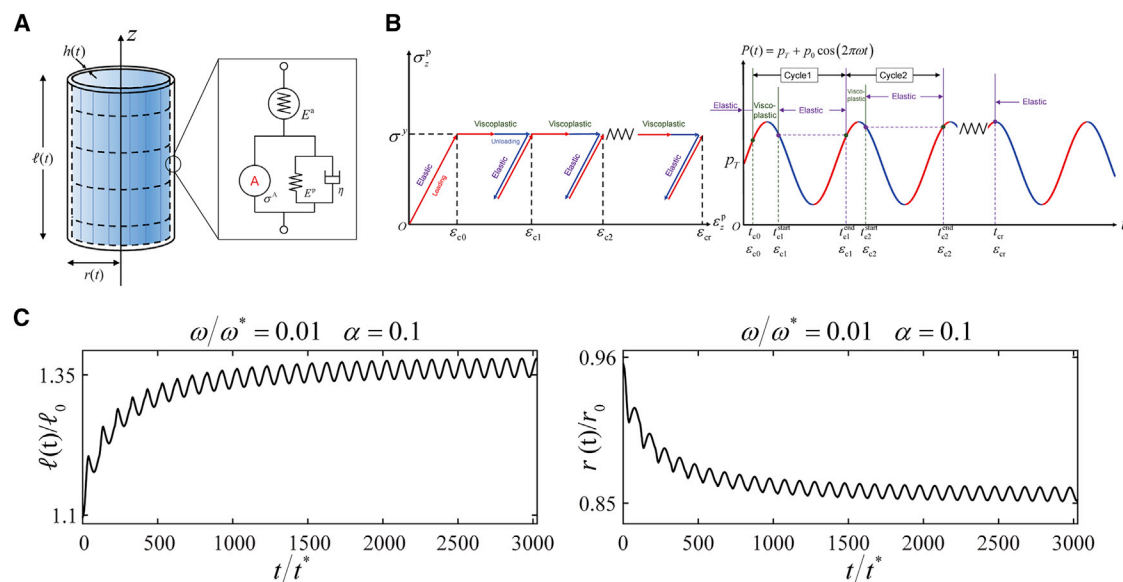 A
z
h(t)
ℓ(t)
r(t)
E^a
A
σ^A
E^p
η
B
σ_z^p
σ^y
Viscoplastic
Viscoplastic
Viscoplastic
Unloading
Elastic
Loading
Elastic
Elastic
Elastic
O
ε_c0
ε_c1
ε_c2
ε_cr
ε_z^p
P(t) = p_T + p_0 cos(2πωt)
Cycle1
Cycle2
Elastic
Visco-
plastic
Elastic
Visco-
plastic
Elastic
Elastic
p_T
O
t_c0
t_c1^start
t_c1^end
t_c2^start
t_c2^end
t_cr
ε_c0
ε_c1
ε_c1
ε_c2
ε_c2
ε_cr
C
ω/ω* = 0.01 α = 0.1
1.35
1.1
ℓ(t)/ℓ_0
0 500 1000 1500 2000 2500 3000
t/t*
ω/ω* = 0.01 α = 0.1
0.96
0.85
r (t)/r_0
0 500 1000 1500 2000 2500 3000
t/t*